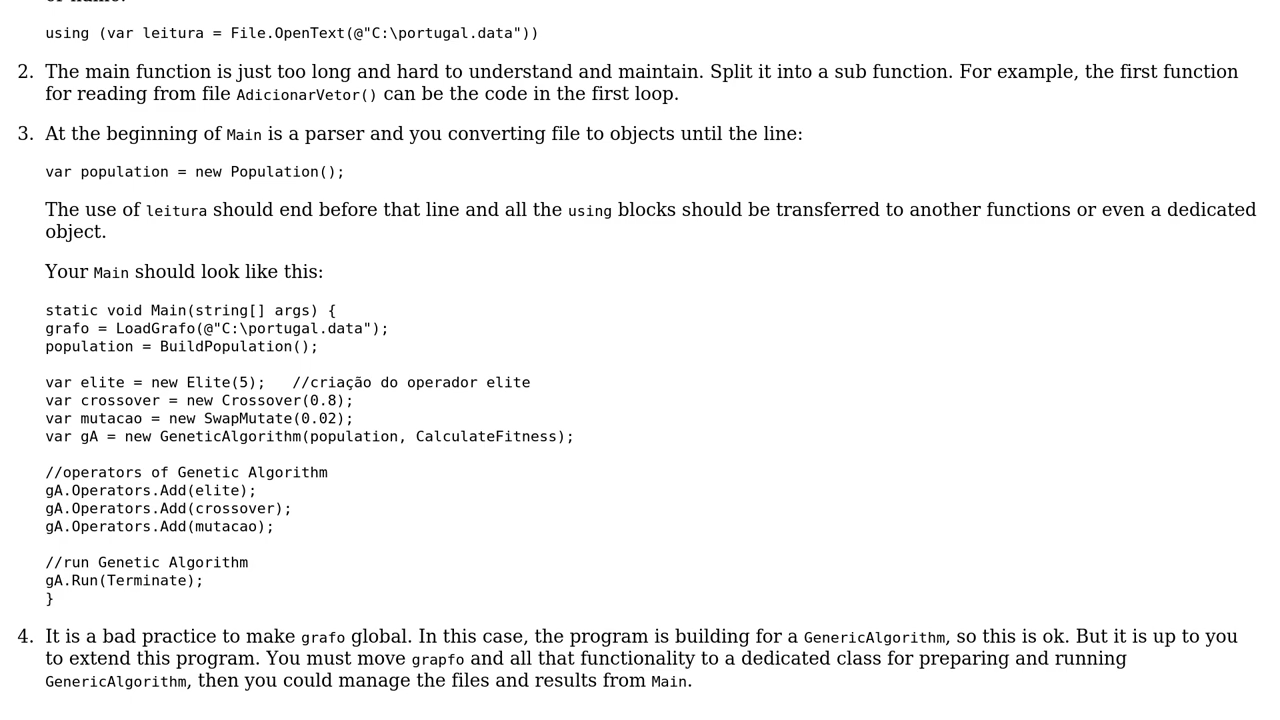 using (var leitura = File.OpenText(@"C:\portugal.data"))
2. The main function is just too long and hard to understand and maintain. Split it into a sub function. For example, the first function
for reading from file AdicionarVetor() can be the code in the first loop.
3. At the beginning of Main is a parser and you converting file to objects until the line:
var population = new Population();
The use of leitura should end before that line and all the using blocks should be transferred to another functions or even a dedicated
object.
Your Main should look like this:
static void Main(string[] args) {
grafo = LoadGrafo(@"C:\portugal.data");
population = BuildPopulation();
var elite = new Elite(5);   //criação do operador elite
var crossover = new Crossover(0.8);
var mutacao = new SwapMutate(0.02);
var gA = new GeneticAlgorithm(population, CalculateFitness);
//operators of Genetic Algorithm
gA.Operators.Add(elite);
gA.Operators.Add(crossover);
gA.Operators.Add(mutacao);
//run Genetic Algorithm
gA.Run(Terminate);
}
4. It is a bad practice to make grafo global. In this case, the program is building for a GenericAlgorithm, so this is ok. But it is up to you
to extend this program. You must move grapfo and all that functionality to a dedicated class for preparing and running
GenericAlgorithm, then you could manage the files and results from Main.